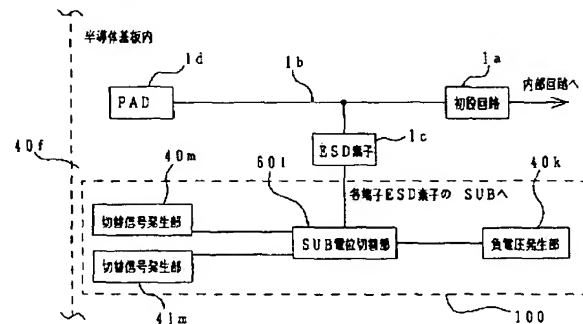 半導体基板内
1d
1b
1a
PAD
初段回路
内部回路へ
1c
ESD素子
40f
40m
601
各端子ESD素子の SUBへ
40k
切替信号発生部
SUB電位切替部
負電圧発生部
切替信号発生部
41m
100